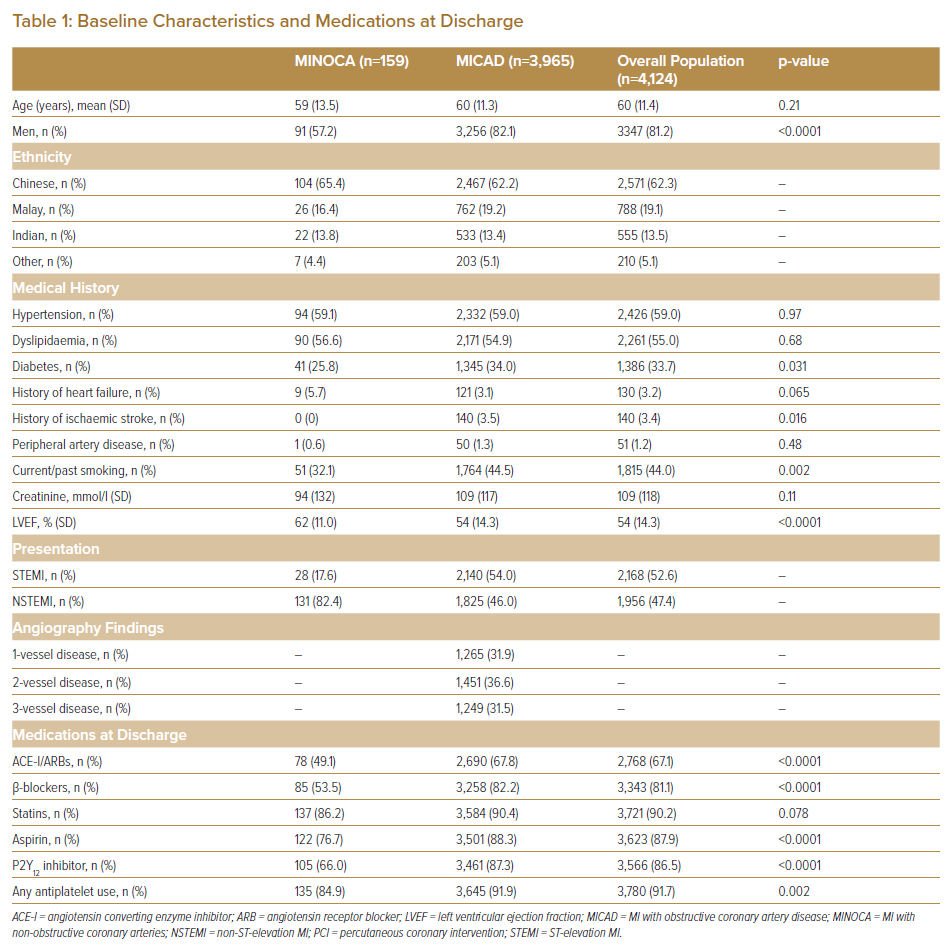 Table 1: Baseline Characteristics and Medications at Discharge
MINOCA (n=159) MICAD (n=3,965) Overall Population (n=4,124) p-value
Age (years), mean (SD) 59 (13.5) 60 (11.3) 60 (11.4) 0.21
Men, n (%) 91 (57.2) 3,256 (82.1) 3347 (81.2) <0.0001
Ethnicity
Chinese, n (%) 104 (65.4) 2,467 (62.2) 2,571 (62.3) –
Malay, n (%) 26 (16.4) 762 (19.2) 788 (19.1) –
Indian, n (%) 22 (13.8) 533 (13.4) 555 (13.5) –
Other, n (%) 7 (4.4) 203 (5.1) 210 (5.1) –
Medical History
Hypertension, n (%) 94 (59.1) 2,332 (59.0) 2,426 (59.0) 0.97
Dyslipidaemia, n (%) 90 (56.6) 2,171 (54.9) 2,261 (55.0) 0.68
Diabetes, n (%) 41 (25.8) 1,345 (34.0) 1,386 (33.7) 0.031
History of heart failure, n (%) 9 (5.7) 121 (3.1) 130 (3.2) 0.065
History of ischaemic stroke, n (%) 0 (0) 140 (3.5) 140 (3.4) 0.016
Peripheral artery disease, n (%) 1 (0.6) 50 (1.3) 51 (1.2) 0.48
Current/past smoking, n (%) 51 (32.1) 1,764 (44.5) 1,815 (44.0) 0.002
Creatinine, mmol/l (SD) 94 (132) 109 (117) 109 (118) 0.11
LVEF, % (SD) 62 (11.0) 54 (14.3) 54 (14.3) <0.0001
Presentation
STEMI, n (%) 28 (17.6) 2,140 (54.0) 2,168 (52.6) –
NSTEMI, n (%) 131 (82.4) 1,825 (46.0) 1,956 (47.4) –
Angiography Findings
1-vessel disease, n (%) – 1,265 (31.9) – –
2-vessel disease, n (%) – 1,451 (36.6) – –
3-vessel disease, n (%) – 1,249 (31.5) – –
Medications at Discharge
ACE-I/ARBs, n (%) 78 (49.1) 2,690 (67.8) 2,768 (67.1) <0.0001
β-blockers, n (%) 85 (53.5) 3,258 (82.2) 3,343 (81.1) <0.0001
Statins, n (%) 137 (86.2) 3,584 (90.4) 3,721 (90.2) 0.078
Aspirin, n (%) 122 (76.7) 3,501 (88.3) 3,623 (87.9) <0.0001
P2Y12 inhibitor, n (%) 105 (66.0) 3,461 (87.3) 3,566 (86.5) <0.0001
Any antiplatelet use, n (%) 135 (84.9) 3,645 (91.9) 3,780 (91.7) 0.002
ACE-I = angiotensin converting enzyme inhibitor; ARB = angiotensin receptor blocker; LVEF = left ventricular ejection fraction; MICAD = MI with obstructive coronary artery disease; MINOCA = MI with
non-obstructive coronary arteries; NSTEMI = non-ST-elevation MI; PCI = percutaneous coronary intervention; STEMI = ST-elevation MI.